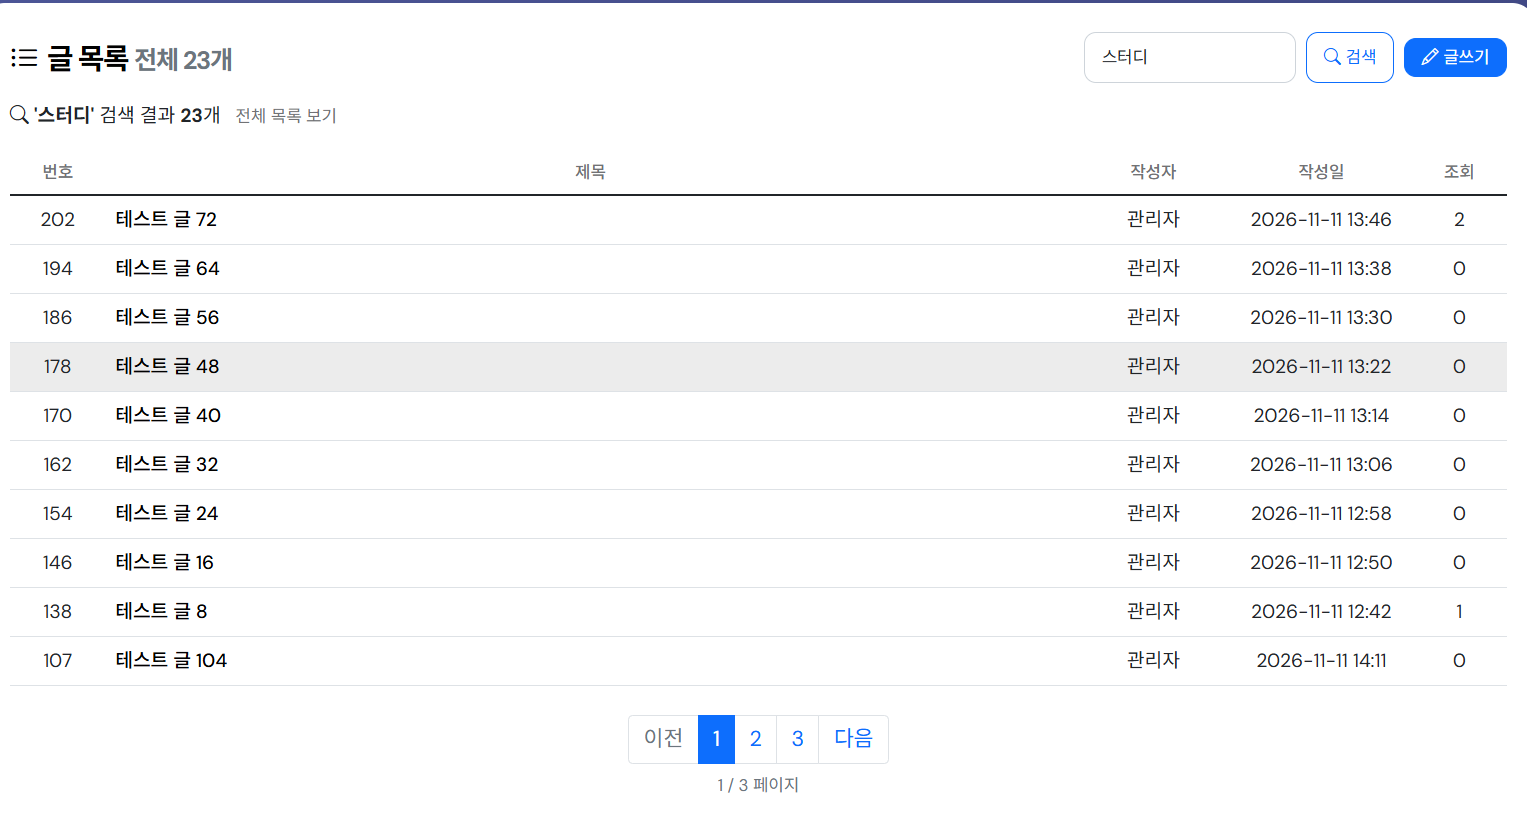 글 목록 전체 23개 스터디 검색 글쓰기
'스터디' 검색 결과 23개 전체 목록 보기
번호 제목 작성자 작성일 조회
202 테스트 글 72 관리자 2026-11-11 13:46 2
194 테스트 글 64 관리자 2026-11-11 13:38 0
186 테스트 글 56 관리자 2026-11-11 13:30 0
178 테스트 글 48 관리자 2026-11-11 13:22 0
170 테스트 글 40 관리자 2026-11-11 13:14 0
162 테스트 글 32 관리자 2026-11-11 13:06 0
154 테스트 글 24 관리자 2026-11-11 12:58 0
146 테스트 글 16 관리자 2026-11-11 12:50 0
138 테스트 글 8 관리자 2026-11-11 12:42 1
107 테스트 글 104 관리자 2026-11-11 14:11 0
이전 1 2 3 다음
1 / 3 페이지